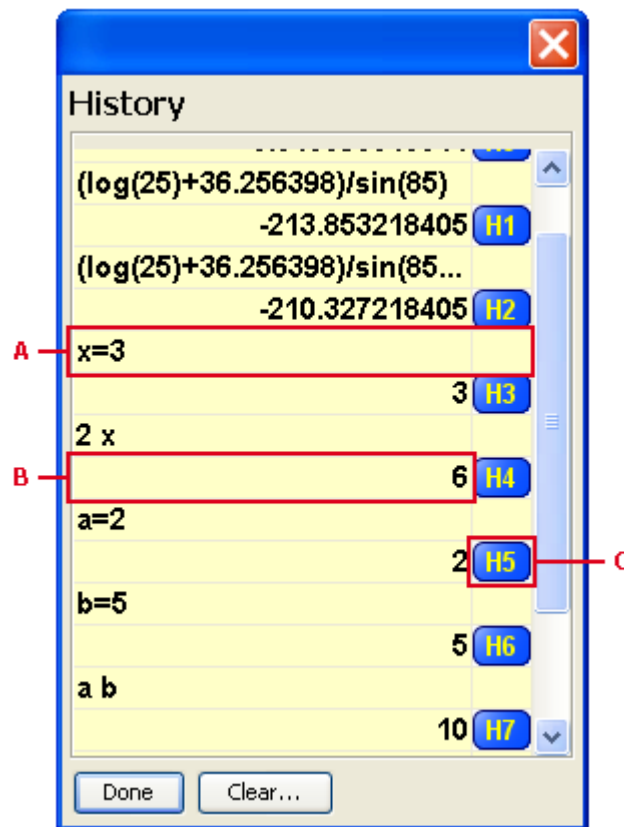 History
(log(25)+36.256398)/sin(85)
-213.853218405 H1
(log(25)+36.256398)/sin(85...
-210.327218405 H2
A x=3
3 H3
2 x
B 6 H4
a=2
2 H5 C
b=5
5 H6
a b
10 H7
Done Clear...